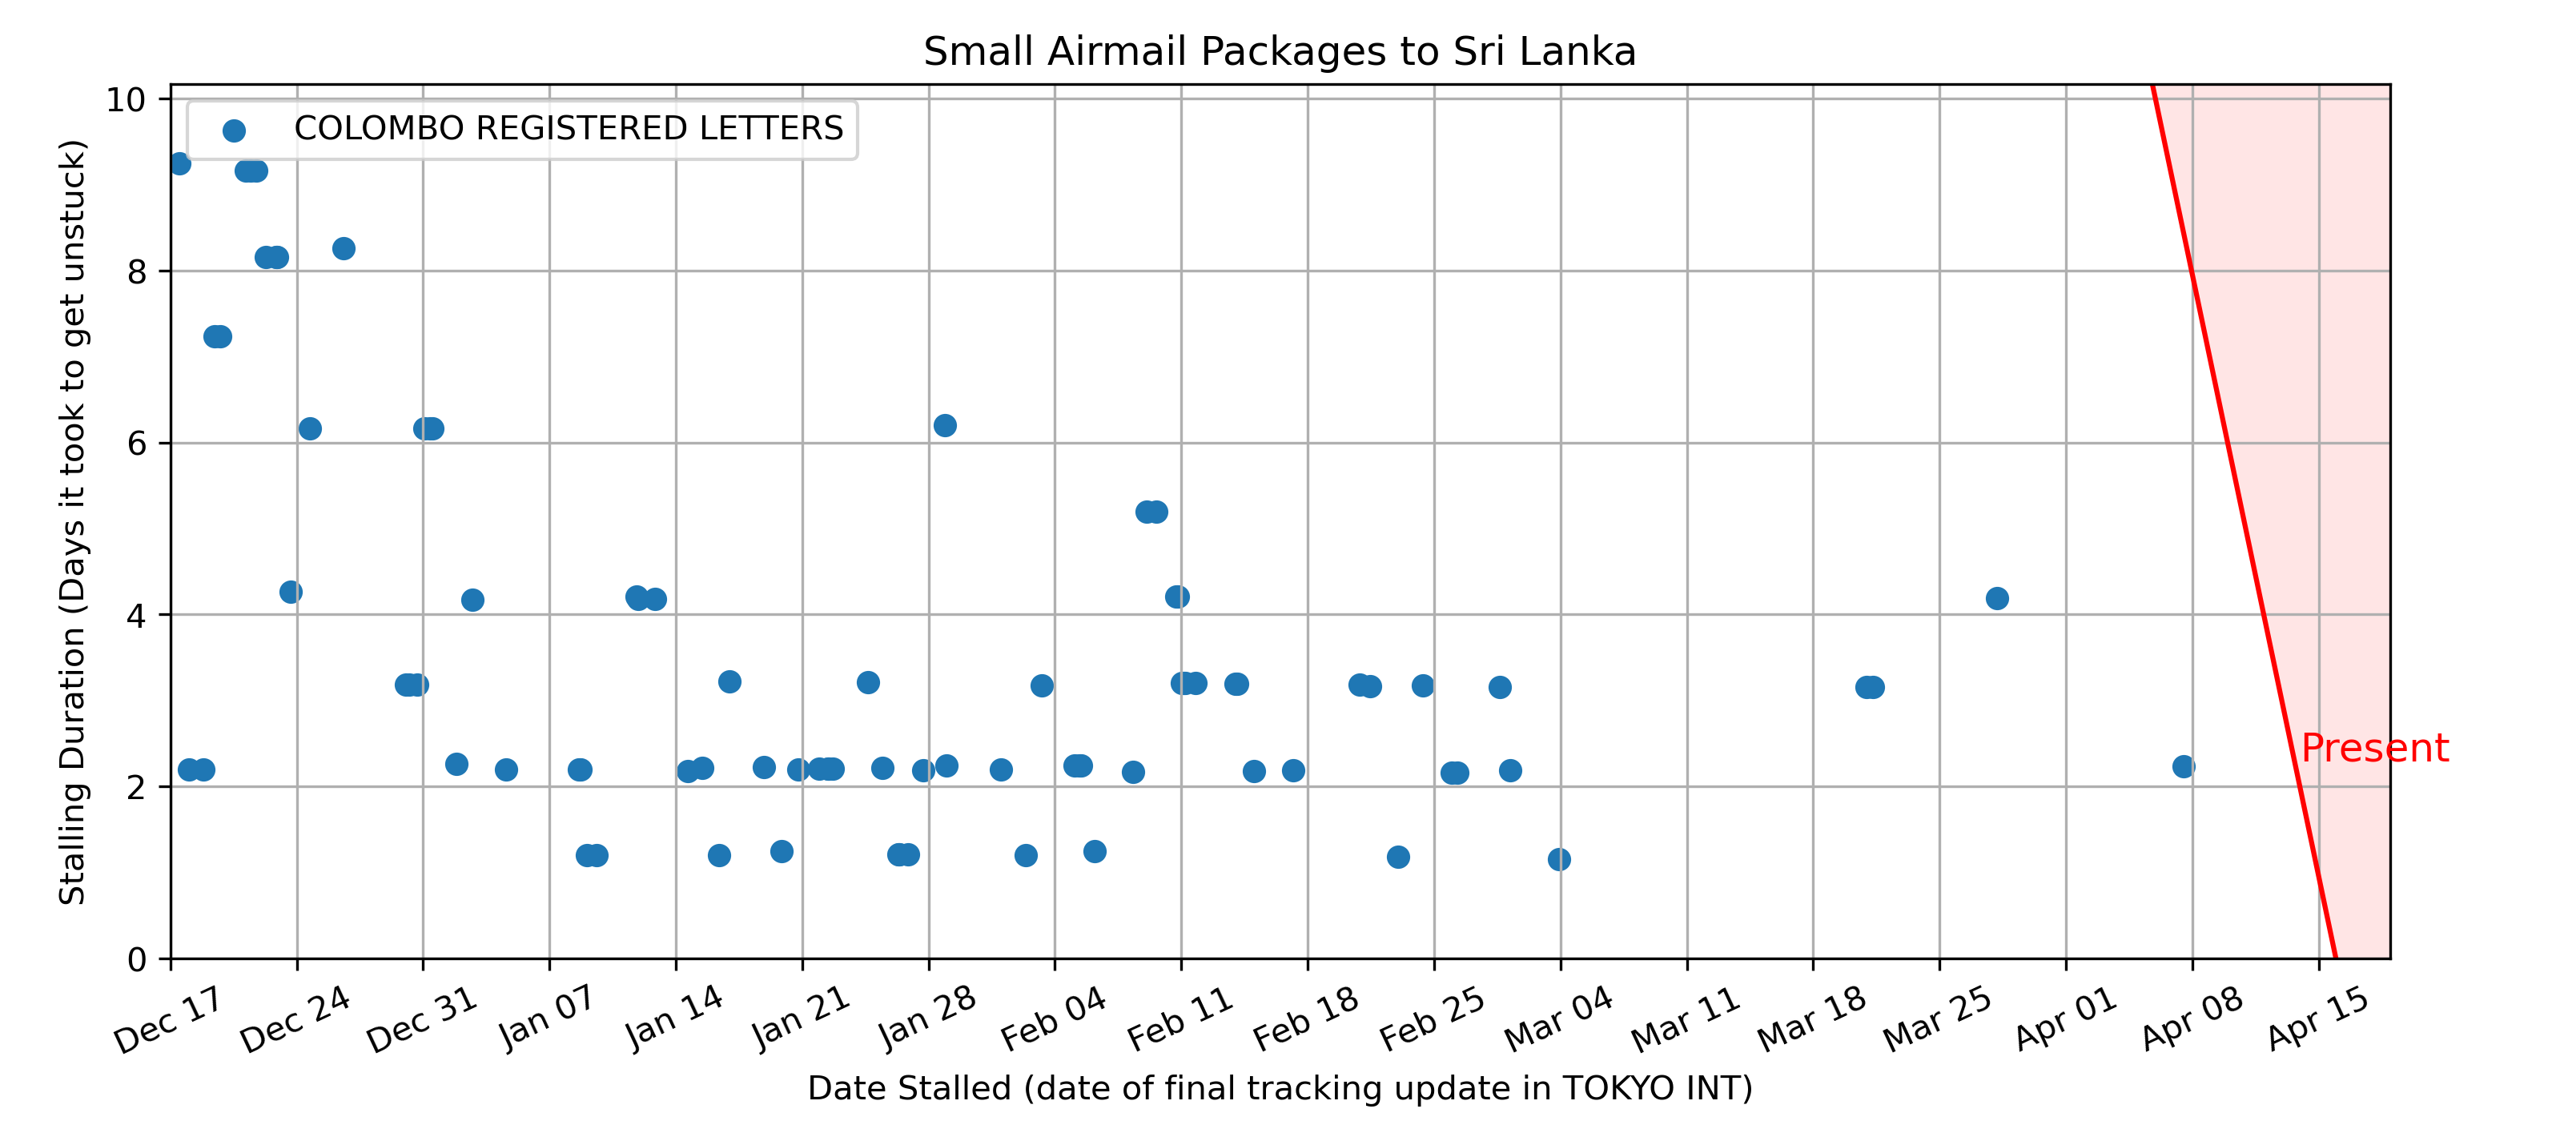 Small Airmail Packages to Sri Lanka
COLOMBO REGISTERED LETTERS
Stalling Duration (Days it took to get unstuck)
10
8
6
4
2
0
Present
Dec 17
Dec 24
Dec 31
Jan 07
Jan 14
Jan 21
Jan 28
Feb 04
Feb 11
Feb 18
Feb 25
Mar 04
Mar 11
Mar 18
Mar 25
Apr 01
Apr 08
Apr 15
Date Stalled (date of final tracking update in TOKYO INT)